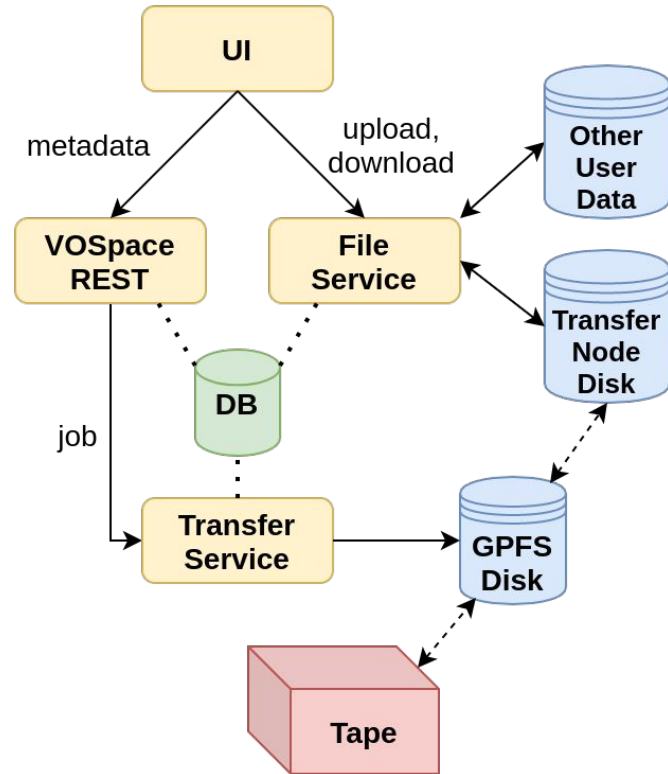 UI
metadata
upload,
download
Other
User
Data
VOSpace
REST
File
Service
Transfer
Node
Disk
DB
job
Transfer
Service
GPFS
Disk
Tape